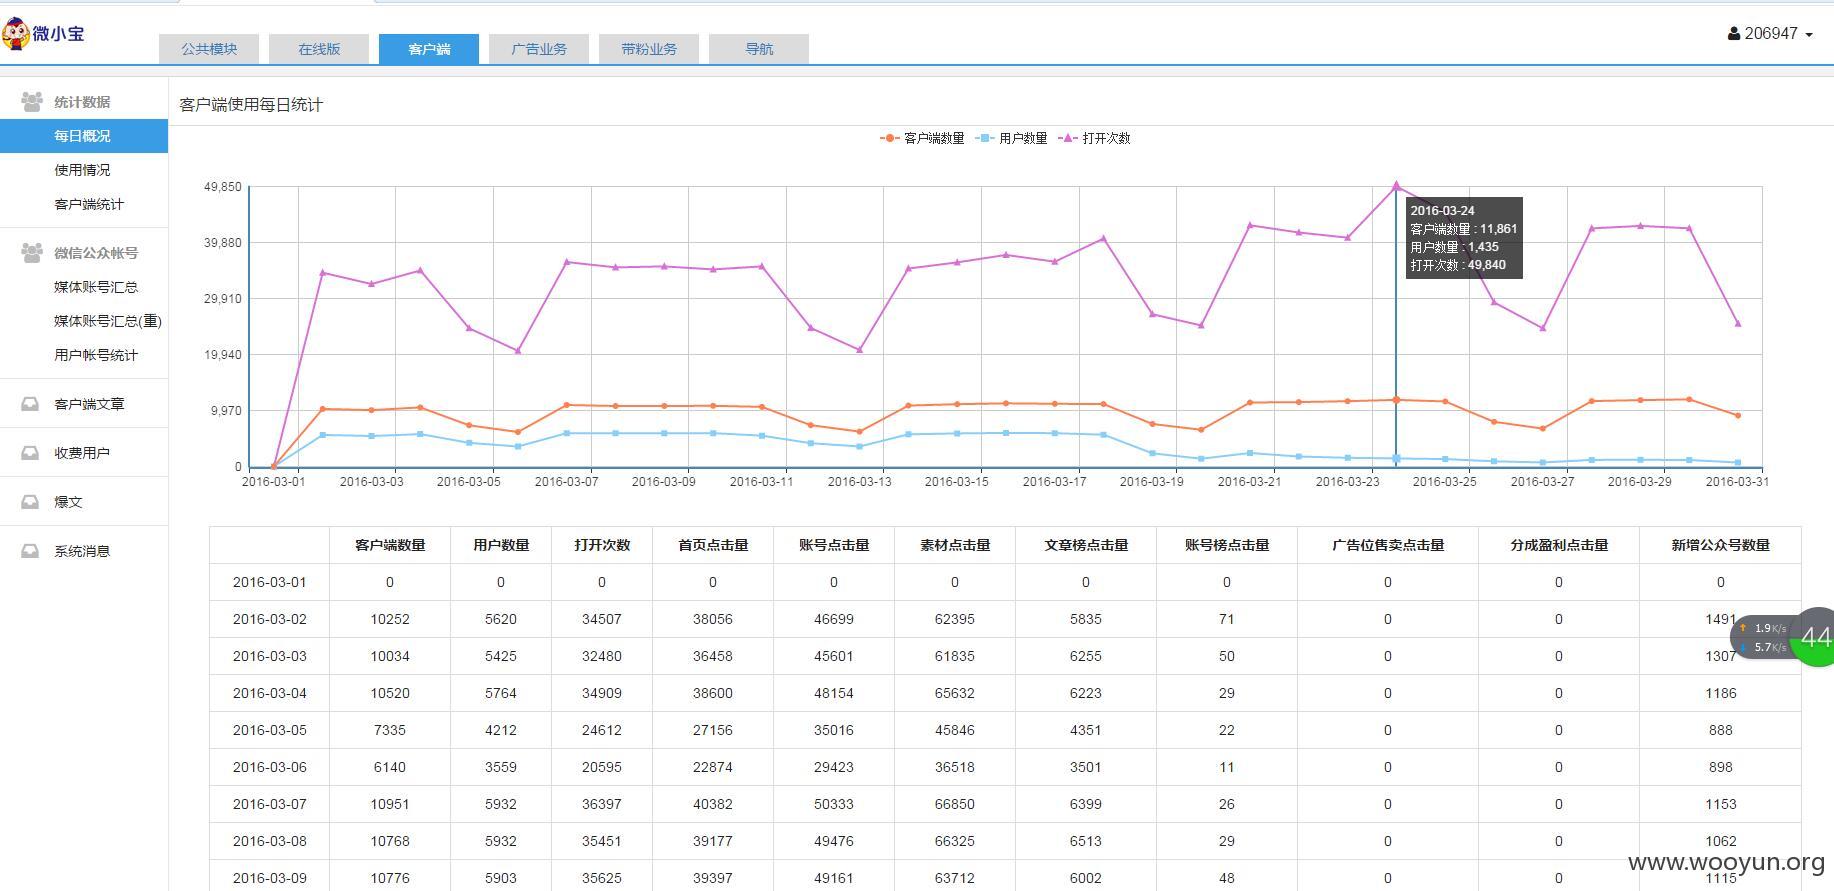 微小宝
公共模块 在线版 客户端 广告业务 带粉业务 导航
206947
统计数据
每日概况
使用情况
客户端统计
微信公众帐号
媒体账号汇总
媒体账号汇总(重)
用户帐号统计
客户端文章
收费用户
爆文
系统消息
客户端使用每日统计
客户端数量 用户数量 打开次数
49,850
39,880
29,910
19,940
9,970
0
2016-03-24
客户端数量 : 11,861
用户数量 : 1,435
打开次数 : 49,840
2016-03-01 2016-03-03 2016-03-05 2016-03-07 2016-03-09 2016-03-11 2016-03-13 2016-03-15 2016-03-17 2016-03-19 2016-03-21 2016-03-23 2016-03-25 2016-03-27 2016-03-29 2016-03-31
客户端数量 用户数量 打开次数 首页点击量 账号点击量 素材点击量 文章榜点击量 账号榜点击量 广告位售卖点击量 分成盈利点击量 新增公众号数量
2016-03-01 0 0 0 0 0 0 0 0 0 0 0
2016-03-02 10252 5620 34507 38056 46699 62395 5835 71 0 0 1491
2016-03-03 10034 5425 32480 36458 45601 61835 6255 50 0 0 1307
2016-03-04 10520 5764 34909 38600 48154 65632 6223 29 0 0 1186
2016-03-05 7335 4212 24612 27156 35016 45846 4351 22 0 0 888
2016-03-06 6140 3559 20595 22874 29423 36518 3501 11 0 0 898
2016-03-07 10951 5932 36397 40382 50333 66850 6399 26 0 0 1153
2016-03-08 10768 5932 35451 39177 49476 66325 6513 29 0 0 1062
2016-03-09 10776 5903 35625 39397 49161 63712 6002 48 0 0 1115
1.9K/s
5.7K/s
44
www.wooyun.org